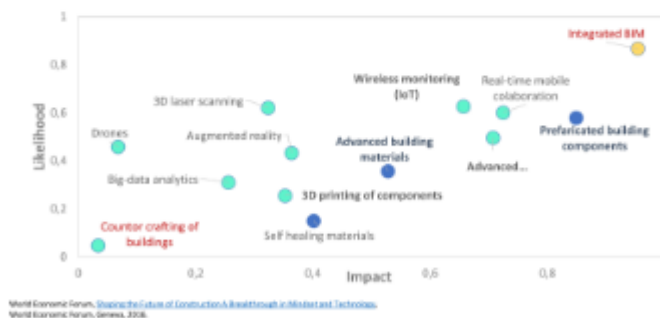 1
Integrated BIM
0,8
Wireless monitoring
(IoT)
Real-time mobile
colaboration
3D laser scanning
0,6
Drones
Augmented reality
Advanced building
materials
Prefaricated building
components
Likelihood
0,4
Advanced...
Big-data analytics
3D printing of components
0,2
Countor crafting of
buildings
Self healing materials
0
0
0,2
0,4
0,6
0,8
Impact
World Economic Forum, Shaping the Future of Construction A Breakthrough in Mindset and Technology,
World Economic Forum, Geneva, 2016.